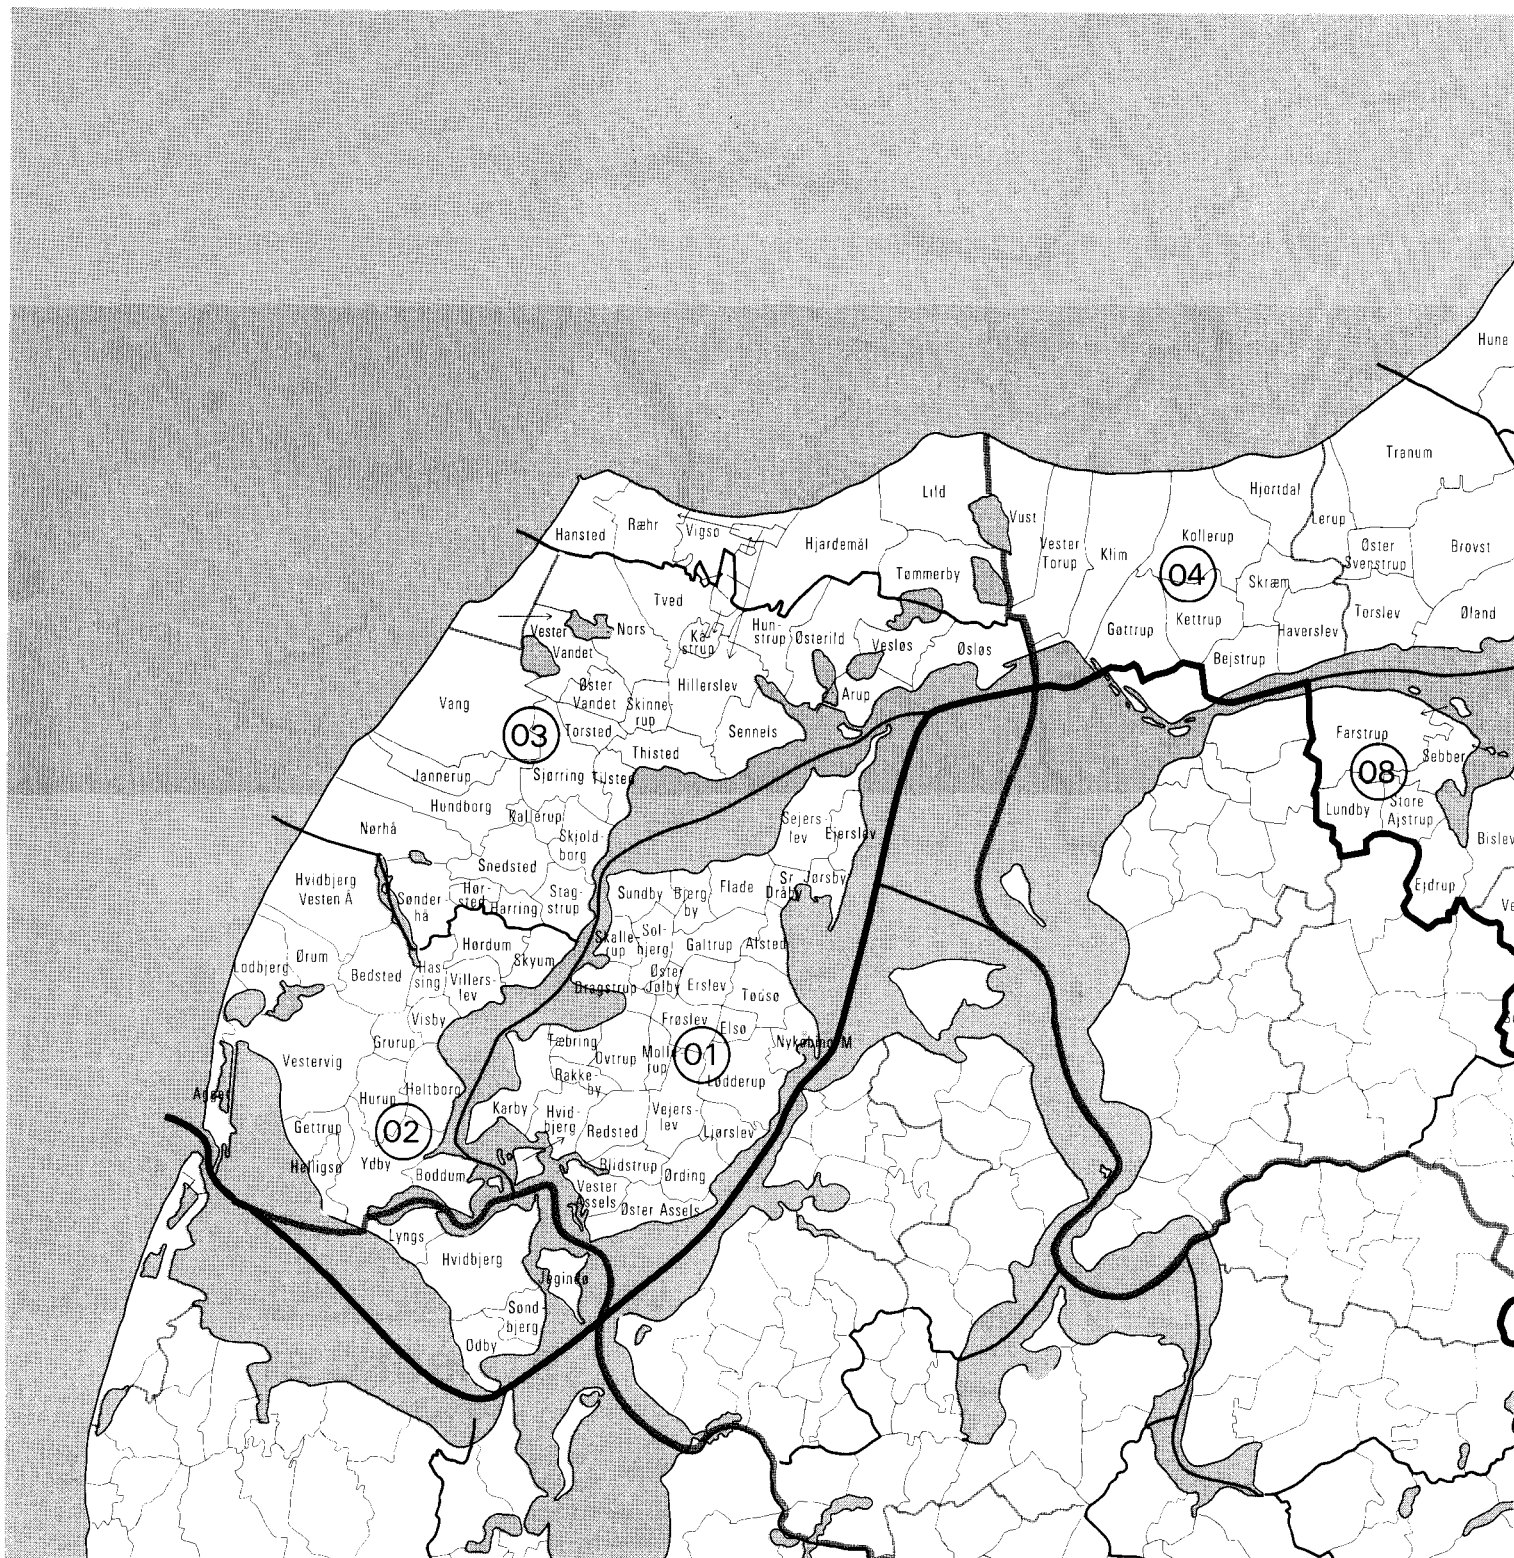 Hune
Tranum
Lild
Hjortdal
Hansted
Ræhr
Vigsø
Hjardemål
Vust
Lerup
Vester
Torup
Klim
Kollerup
Øster
Svenstrup
Brovst
04
Tømmerby
Skræm
Tved
Torslev
Øland
Vester
Vandet
Nors
Kå-
strup
Hun-
strup
Østerild
Vesløs
Øsløs
Gøttrup
Kettrup
Haverslev
Bejstrup
Øster
Vandet
Hillerslev
Arup
Vang
Skinne-
rup
03
Torsted
Sennels
Farstrup
Thisted
Sebber
Jannerup
Sjørring
Tilsted
08
Hundborg
Kallerup
Lundby
Store
Ajstrup
Nørhå
Skjold-
borg
Sejers-
lev
Ejerslev
Bislev
Snedsted
Hvidbjerg
Vesten Å
Sønder-
hå
Hør-
sted
Harring
Stag-
strup
Sundby
Bjerg
by
Flade
Sr
Dråby
Jørsby
Ejdrup
Ve
Ørum
Lodbjerg
Bedsted
Has
sing
Hørdum
Skyum
Villers-
lev
Skalle-
rup
Sol-
bjerg
Galtrup
Alsted
Dragstrup
Øster
Jølby
Erslev
Tødsø
Visby
Frøslev
Elsø
Vestervig
Grurup
Tæbring
Ovtrup
Molle
rup
01
Nykøbing M
Agger
Hurup
Heltborg
Rakke-
by
Lødderup
Gettrup
02
Karby
Hvid-
bjerg
Redsted
Vejers-
lev
Ljørslev
Helligsø
Ydby
Boddum
Blidstrup
Ørding
Vester
Assels
Øster Assels
Lyngs
Hvidbjerg
Jegindø
Sønd-
bjerg
Odby